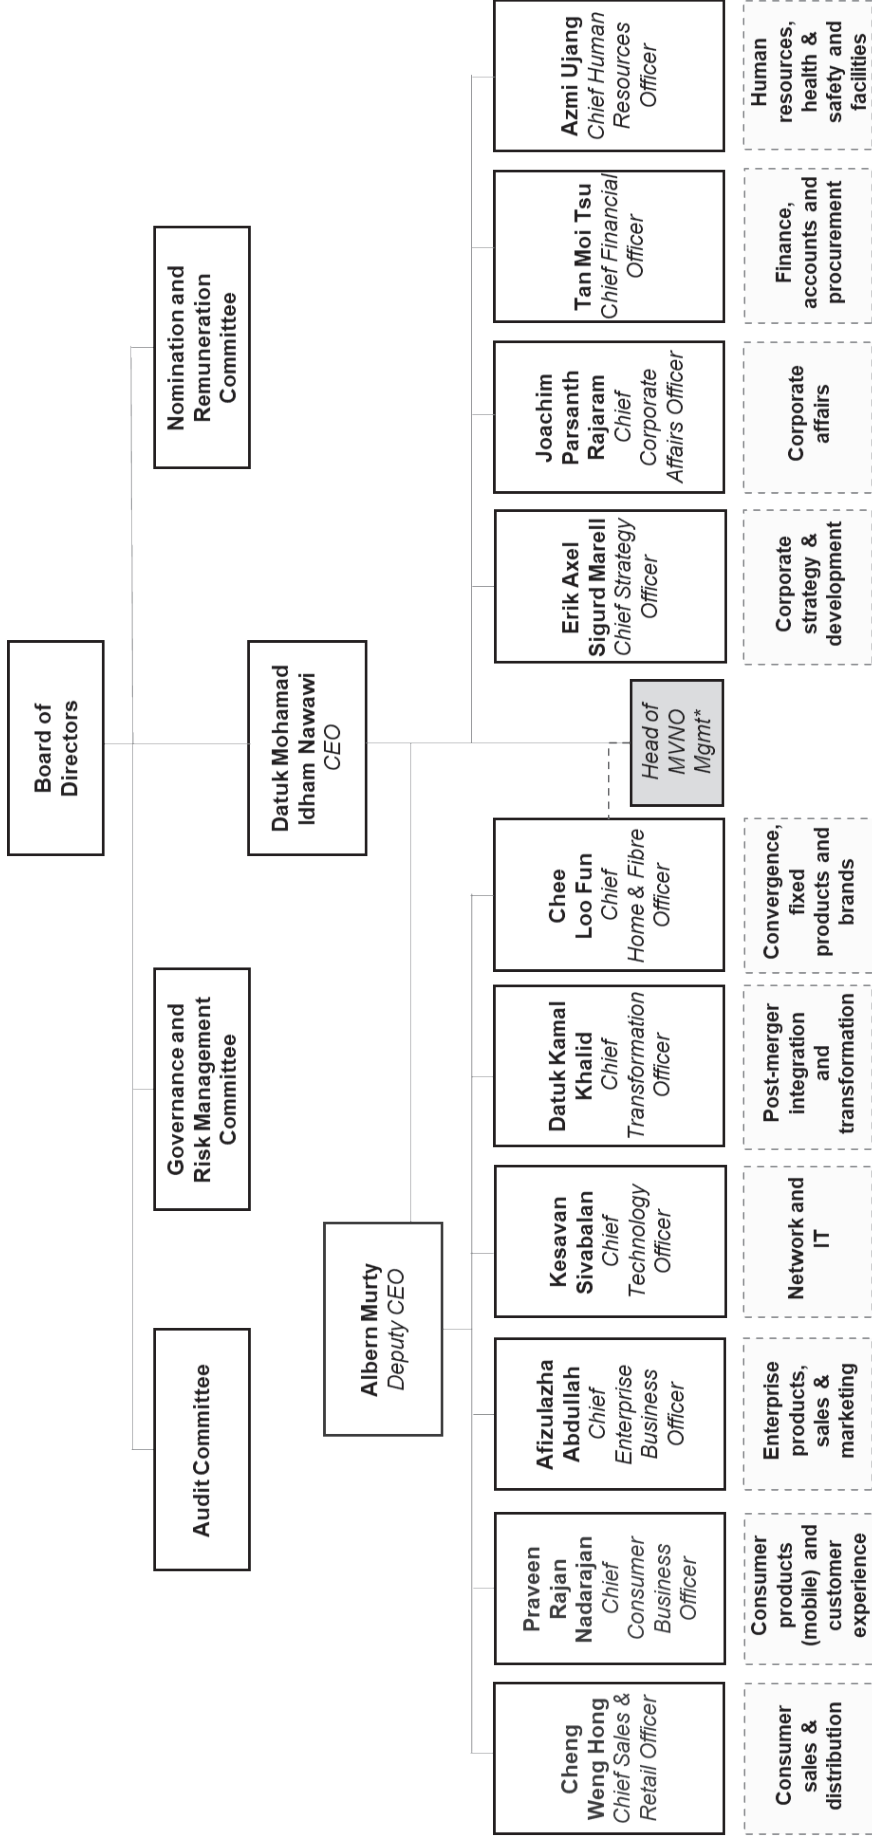 Board of
Directors
Audit Committee
Governance and
Risk Management
Committee
Nomination and
Remuneration
Committee
Datuk Mohamad
Idham Nawawi
CEO
Albern Murty
Deputy CEO
Cheng
Weng Hong
Chief Sales &
Retail Officer
Praveen
Rajan
Nadarajan
Chief
Consumer
Business
Officer
Afizulazha
Abdullah
Chief
Enterprise
Business
Officer
Kesavan
Sivabalan
Chief
Technology
Officer
Datuk Kamal
Khalid
Chief
Transformation
Officer
Chee
Loo Fun
Chief
Home & Fibre
Officer
Head of
MVNO
Mgmt*
Erik Axel
Sigurd Marell
Chief Strategy
Officer
Joachim
Parsanth
Rajaram
Chief
Corporate
Affairs Officer
Tan Moi Tsu
Chief Financial
Officer
Azmi Ujang
Chief Human
Resources
Officer
Consumer
sales &
distribution
Consumer
products
(mobile) and
customer
experience
Enterprise
products,
sales &
marketing
Network and
IT
Post-merger
integration
and
transformation
Convergence,
fixed
products and
brands
Corporate
strategy &
development
Corporate
affairs
Finance,
accounts and
procurement
Human
resources,
health &
safety and
facilities